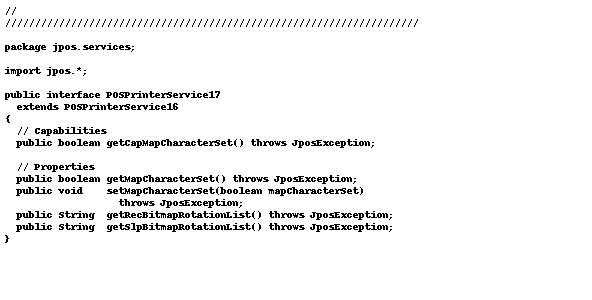 //
/////////////////////////////////////////////////////////////////////
package jpos.services;
import jpos.*;
public interface POSPrinterService17
extends POSPrinterService16
{
// Capabilities
public boolean getCapMapCharacterSet() throws JposException;
// Properties
public boolean getMapCharacterSet() throws JposException;
public void    setMapCharacterSet(boolean mapCharacterSet)
throws JposException;
public String  getRecBitmapRotationList() throws JposException;
public String  getSlpBitmapRotationList() throws JposException;
}